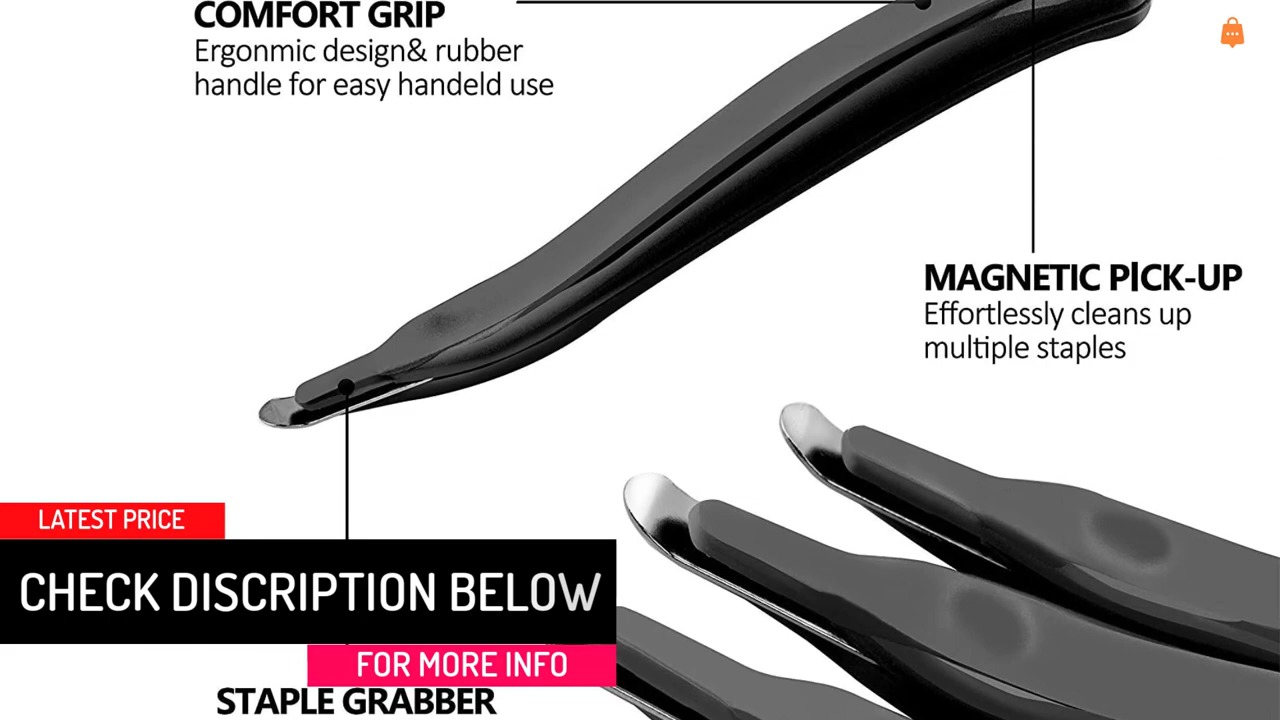 COMFORT GRIP
Ergonmic design& rubber
handle for easy handeld use
MAGNETIC PICK-UP
Effortlessly cleans up
multiple staples
LATEST PRICE
CHECK DISCRIPTION BELOW
FOR MORE INFO
STAPLE GRABBER